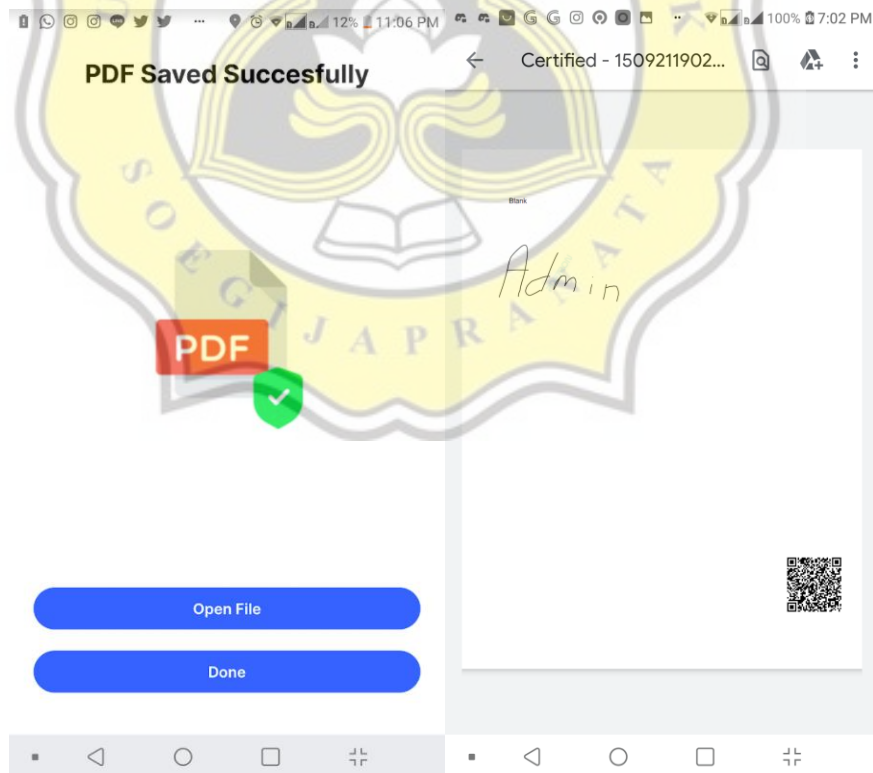 12% 11:06 PM
PDF Saved Succesfully
PDF
Open File
Done
100% 7:02 PM
Certified - 1509211902...
Blank
Admin
SOEGIJAPRANATA
K